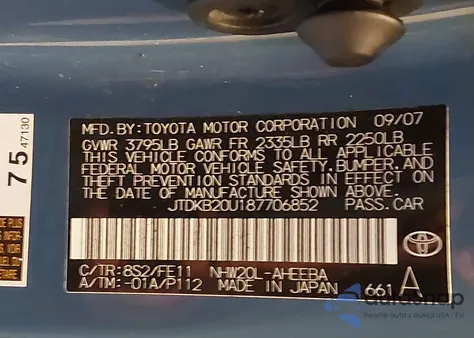 MFD. BY: TOYOTA MOTOR CORPORATION 09/07
GVWR 3795LB GAWR FR 2335LB RR 2250LB
THIS VEHICLE CONFORMS TO ALL APPLICABLE
FEDERAL MOTOR VEHICLE SAFETY, BUMPER, AND
THEFT PREVENTION STANDARDS IN EFFECT ON
THE DATE OF MANUFACTURE SHOWN ABOVE.
JTDKB20U187706852 PASS. CAR
C/TR: 8S2/FE11 NHW20L-AHEEBA
A/TM: -01A/P112 MADE IN JAPAN 661 A
75 47130
autosnap